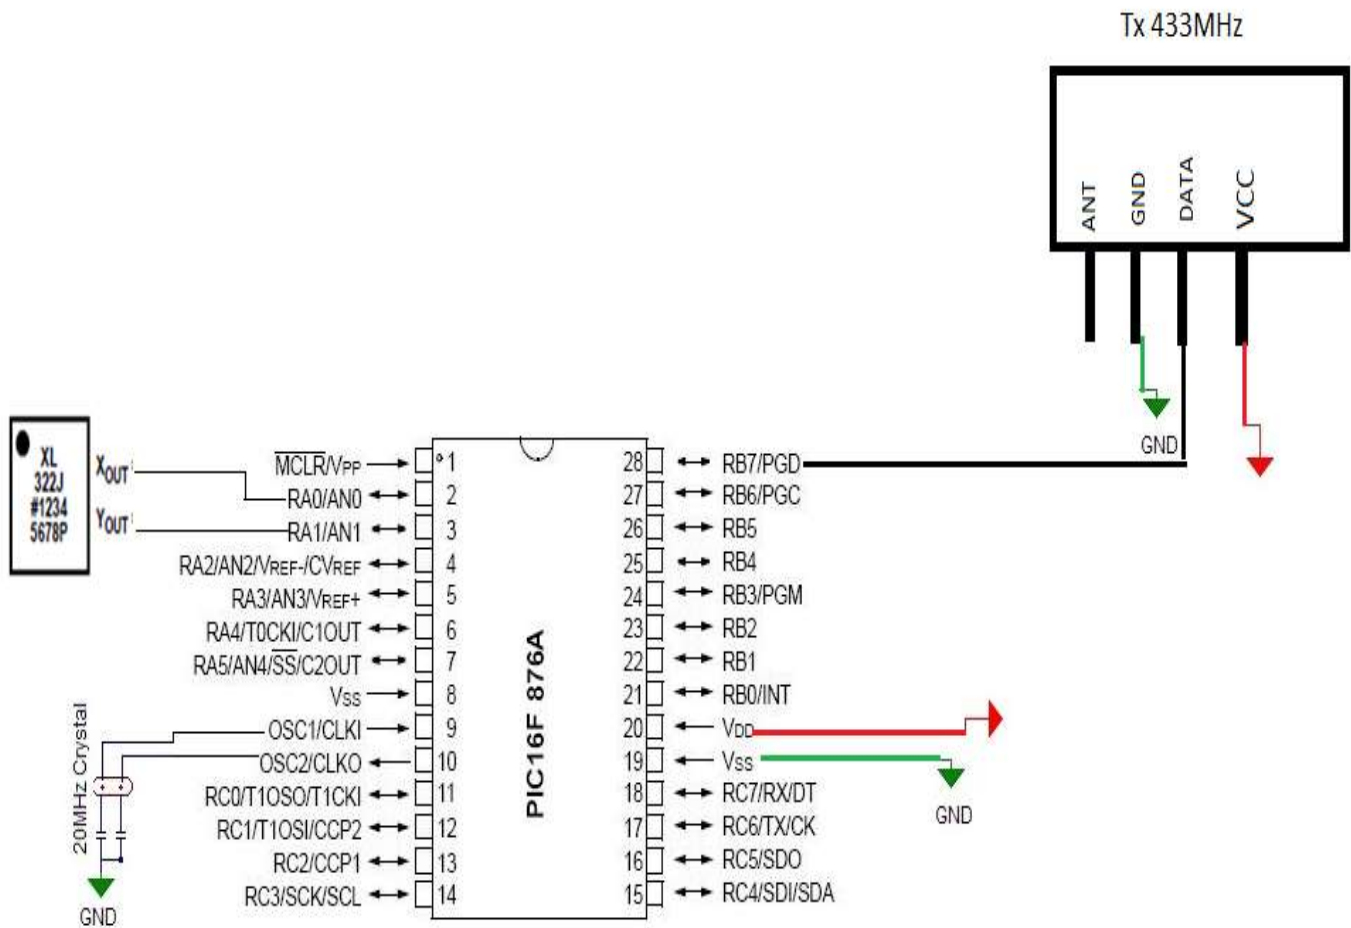 Tx 433MHz
ANT
GND
DATA
VCC
GND
XL
322J
#1234
5678P
XOUT
YOUT
MCLR/VPP
RA0/AN0
RA1/AN1
RA2/AN2/VREF-/CVREF
RA3/AN3/VREF+
RA4/T0CKI/C1OUT
RA5/AN4/SS/C2OUT
VSS
OSC1/CLKI
OSC2/CLKO
RC0/T1OSO/T1CKI
RC1/T1OSI/CCP2
RC2/CCP1
RC3/SCK/SCL
20MHz Crystal
GND
1
2
3
4
5
6
7
8
9
10
11
12
13
14
PIC16F 876A
28
27
26
25
24
23
22
21
20
19
18
17
16
15
RB7/PGD
RB6/PGC
RB5
RB4
RB3/PGM
RB2
RB1
RB0/INT
VDD
VSS
RC7/RX/DT
RC6/TX/CK
RC5/SDO
RC4/SDI/SDA
GND